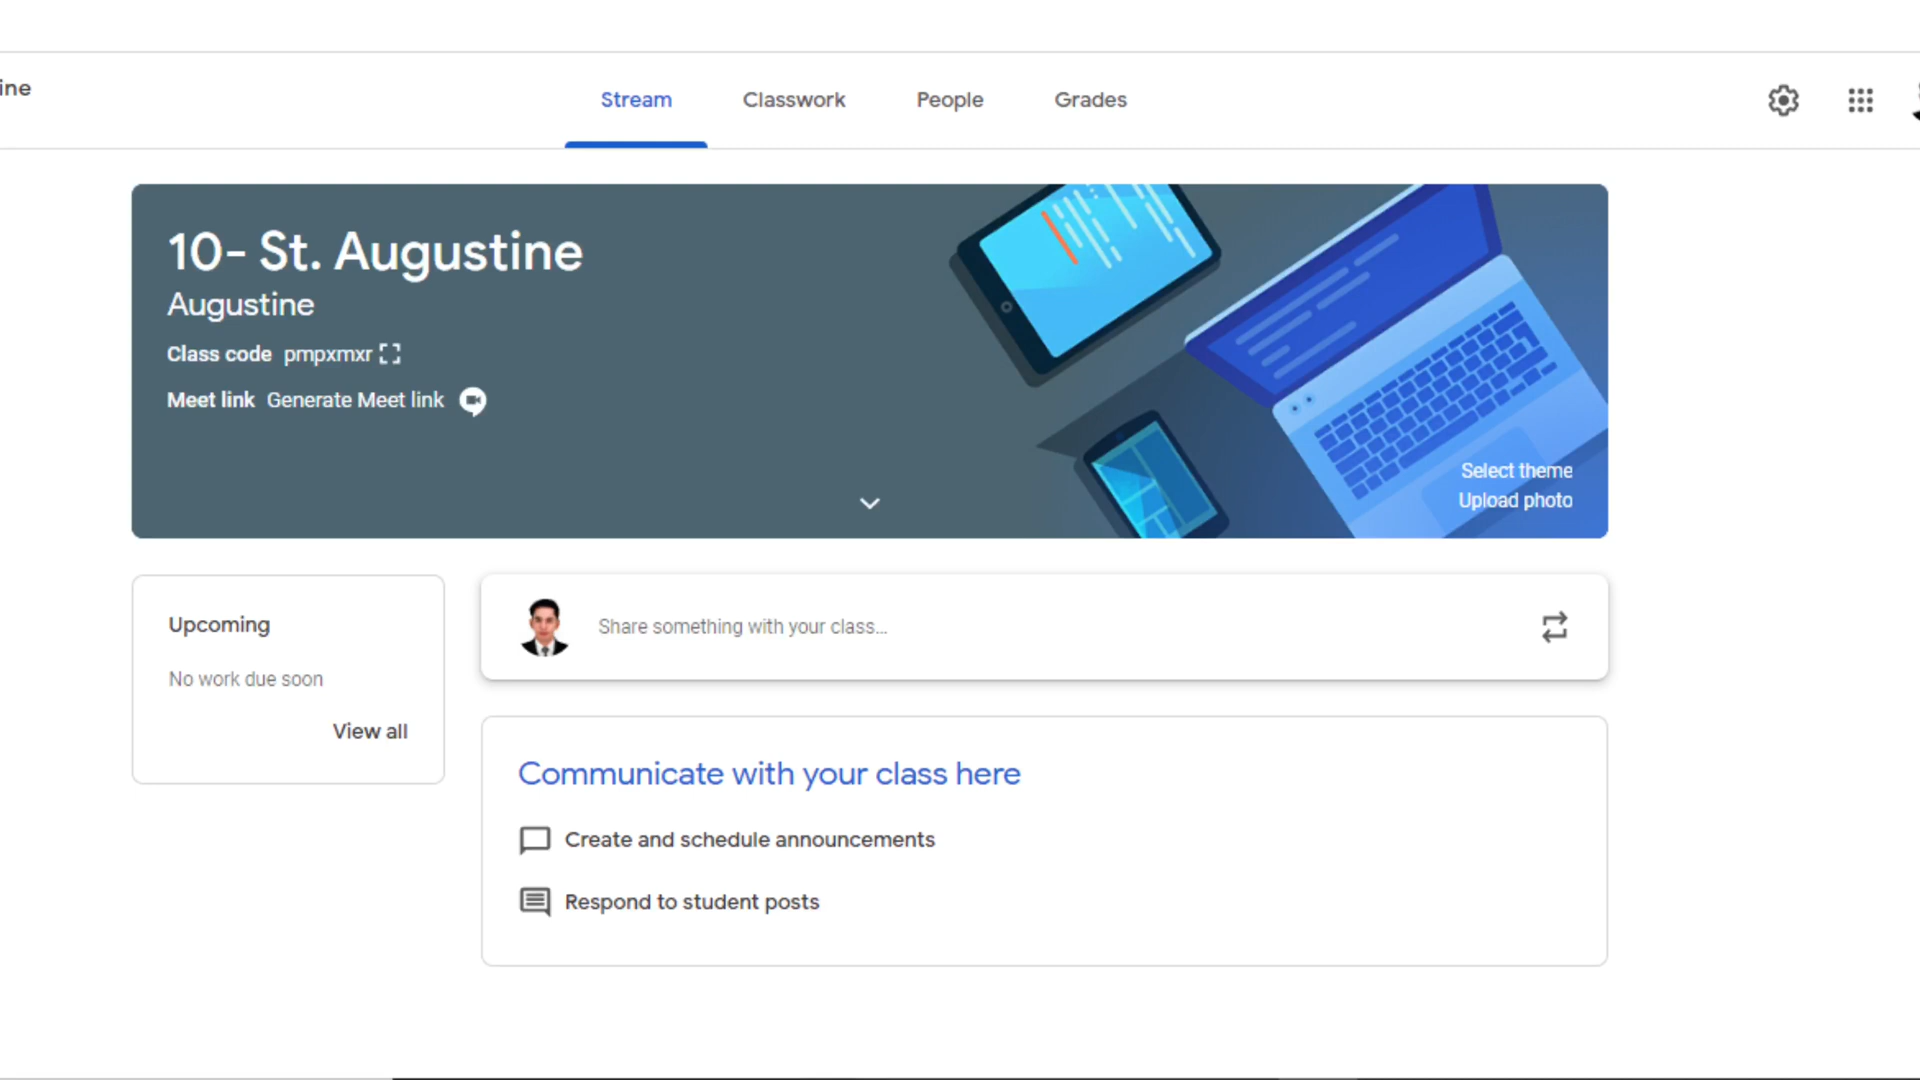 ine
Stream
Classwork
People
Grades
10- St. Augustine
Augustine
Class code pmpxmxr
Meet link Generate Meet link
Select theme
Upload photo
Upcoming
No work due soon
View all
Share something with your class...
Communicate with your class here
Create and schedule announcements
Respond to student posts